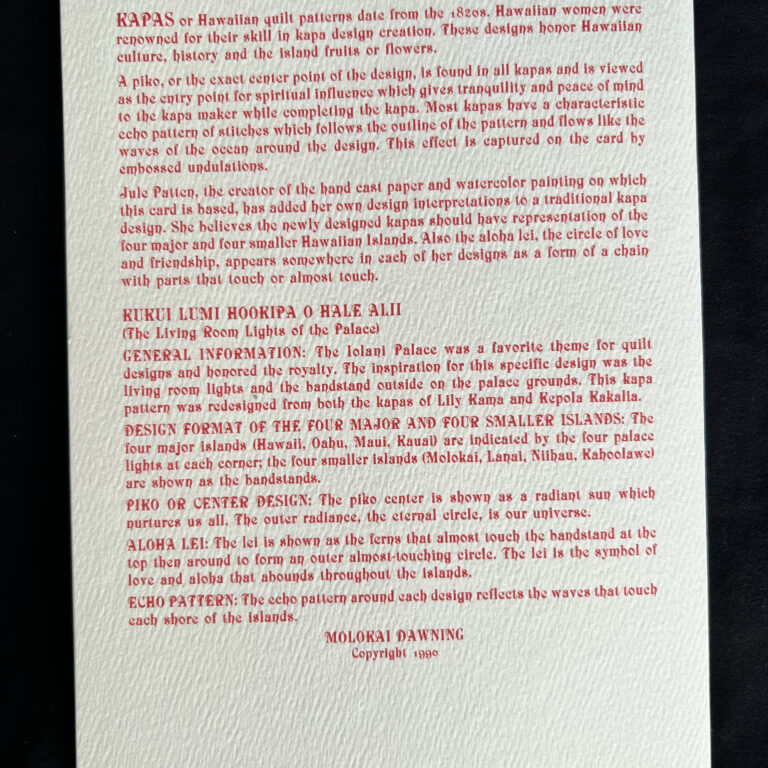 KAPAS or Hawaiian quilt patterns date from the 1820s. Hawaiian women were
renowned for their skill in kapa design creation. These designs honor Hawaiian
culture, history and the island fruits or flowers.
A piko, or the exact center point of the design, is found in all kapas and is viewed
as the entry point for spiritual influence which gives tranquility and peace of mind
to the kapa maker while completing the kapa. Most kapas have a characteristic
echo pattern of stitches which follows the outline of the pattern and flows like the
waves of the ocean around the design. This effect is captured on the card by
embossed undulations.
Jule Patten, the creator of the hand cast paper and watercolor painting on which
this card is based, has added her own design interpretations to a traditional kapa
design. She believes the newly designed kapas should have representation of the
four major and four smaller Hawaiian Islands. Also the aloha lei, the circle of love
and friendship, appears somewhere in each of her designs as a form of a chain
with parts that touch or almost touch.
KUKUI LUMI HOOKIPA O HALE ALII
(The Living Room Lights of the Palace)
GENERAL INFORMATION: The Iolani Palace was a favorite theme for quilt
designs and honored the royalty. The inspiration for this specific design was the
living room lights and the bandstand outside on the palace grounds. This kapa
pattern was redesigned from both the kapas of Lily Kama and Kepola Kakalia.
DESIGN FORMAT OF THE FOUR MAJOR AND FOUR SMALLER ISLANDS: The
four major islands (Hawaii, Oahu, Maui, Kauai) are indicated by the four palace
lights at each corner; the four smaller islands (Molokai, Lanai, Niihau, Kahoolawe)
are shown as the bandstands.
PIKO OR CENTER DESIGN: The piko center is shown as a radiant sun which
nurtures us all. The outer radiance, the eternal circle, is our universe.
ALOHA LEI: The lei is shown as the ferns that almost touch the bandstand at the
top then around to form an outer almost-touching circle. The lei is the symbol of
love and aloha that abounds throughout the Islands.
ECHO PATTERN: The echo pattern around each design reflects the waves that touch
each shore of the islands.
MOLOKAI DAWNING
Copyright 1990